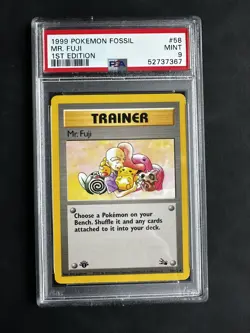 1999 POKEMON FOSSIL #58
MR. FUJI MINT
1ST EDITION 9
PSA 52737367
TRAINER
Mr. Fuji
Choose a Pokémon on your
Bench. Shuffle it and any cards
attached to it into your deck.